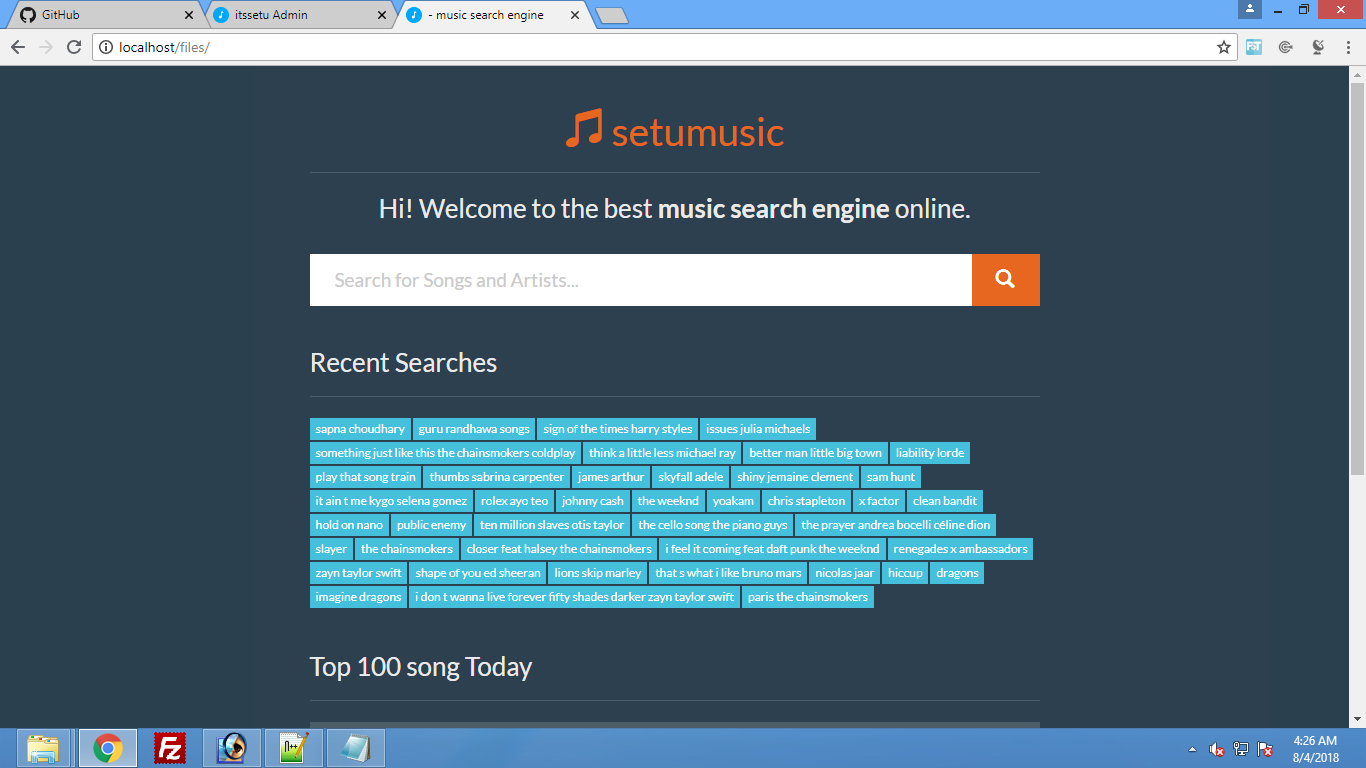 GitHub itssetu Admin - music search engine
localhost/files/
setumusic
Hi! Welcome to the best music search engine online.
Search for Songs and Artists...
Recent Searches
sapna choudhary guru randhawa songs sign of the times harry styles issues julia michaels
something just like this the chainsmokers coldplay think a little less michael ray better man little big town liability lorde
play that song train thumbs sabrina carpenter james arthur skyfall adele shiny jemaine clement sam hunt
it ain t me kygo selena gomez rolex ayo teo johnny cash the weeknd yoakam chris stapleton x factor clean bandit
hold on nano public enemy ten million slaves otis taylor the cello song the piano guys the prayer andrea bocelli céline dion
slayer the chainsmokers closer feat halsey the chainsmokers i feel it coming feat daft punk the weeknd renegades x ambassadors
zayn taylor swift shape of you ed sheeran lions skip marley that s what i like bruno mars nicolas jaar hiccup dragons
imagine dragons i don t wanna live forever fifty shades darker zayn taylor swift paris the chainsmokers
Top 100 song Today
4:26 AM
8/4/2018